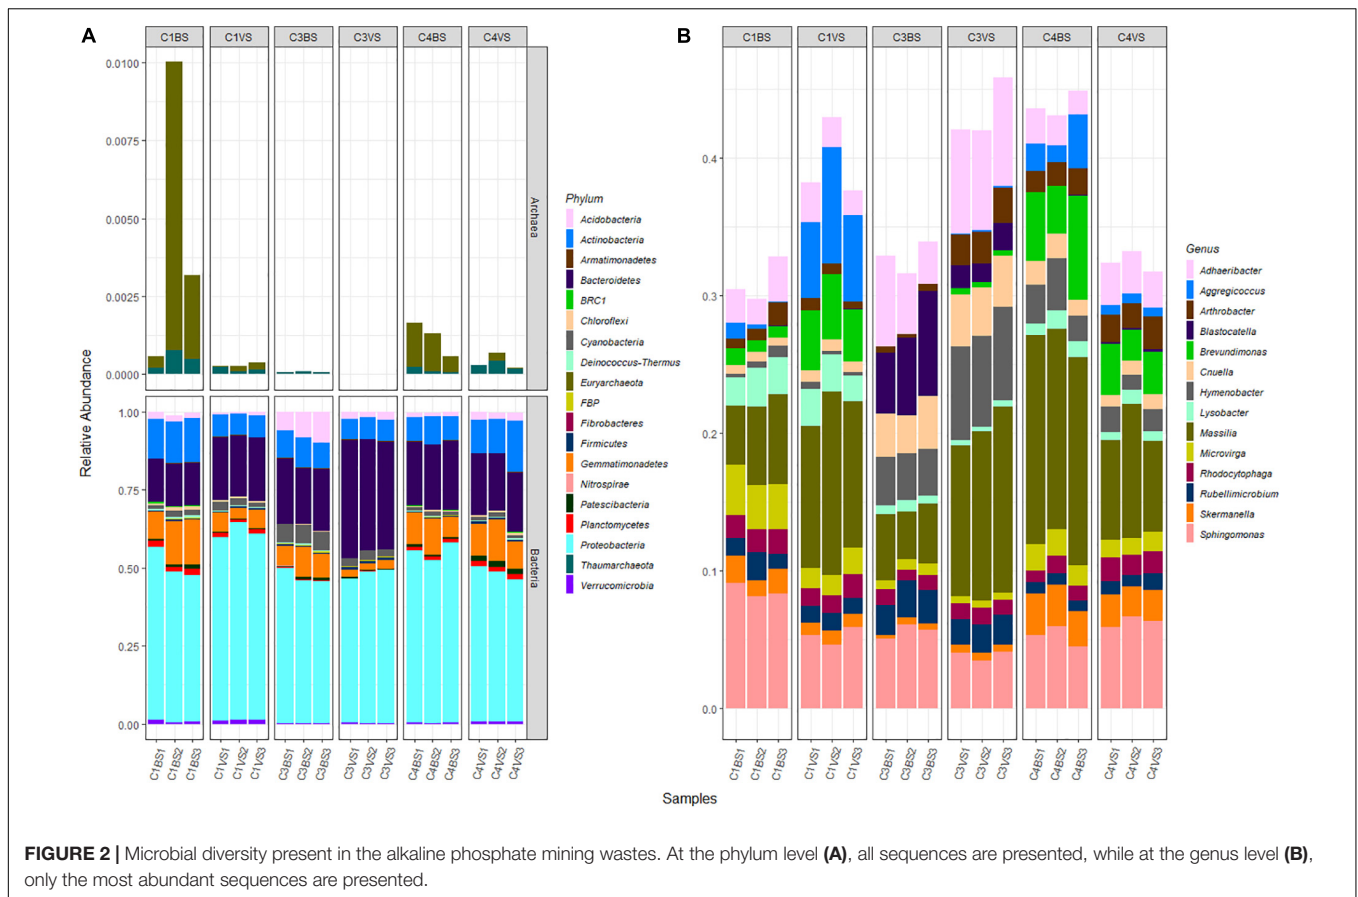 A
C1BS C1VS C3BS C3VS C4BS C4VS
0.0100
0.0075
0.0050
0.0025
0.0000
Archaea
1.00
0.75
0.50
0.25
0.00
Bacteria
Relative Abundance
C1BS1 C1BS2 C1BS3 C1VS1 C1VS2 C1VS3 C3BS1 C3BS2 C3BS3 C3VS1 C3VS2 C3VS3 C4BS1 C4BS2 C4BS3 C4VS1 C4VS2 C4VS3
Phylum
Acidobacteria
Actinobacteria
Armatimonadetes
Bacteroidetes
BRC1
Chloroflexi
Cyanobacteria
Deinococcus-Thermus
Euryarchaeota
FBP
Fibrobacteres
Firmicutes
Gemmatimonadetes
Nitrospirae
Patescibacteria
Planctomycetes
Proteobacteria
Thaumarchaeota
Verrucomicrobia
B
C1BS C1VS C3BS C3VS C4BS C4VS
0.4
0.3
0.2
0.1
0.0
C1BS1 C1BS2 C1BS3 C1VS1 C1VS2 C1VS3 C3BS1 C3BS2 C3BS3 C3VS1 C3VS2 C3VS3 C4BS1 C4BS2 C4BS3 C4VS1 C4VS2 C4VS3
Genus
Adhaeribacter
Aggregicoccus
Arthrobacter
Blastocatella
Brevundimonas
Cnuella
Hymenobacter
Lysobacter
Massilia
Microvirga
Rhodocytophaga
Rubellimicrobium
Skermanella
Sphingomonas
Samples
FIGURE 2 | Microbial diversity present in the alkaline phosphate mining wastes. At the phylum level (A), all sequences are presented, while at the genus level (B),
only the most abundant sequences are presented.